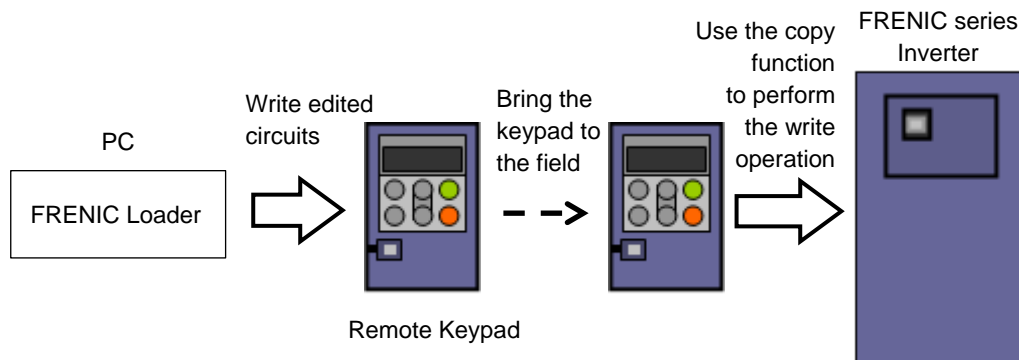 PC
FRENIC Loader
Write edited
circuits
Remote Keypad
Bring the
keypad to
the field
Use the copy
function
to perform
the write
operation
FRENIC series
Inverter